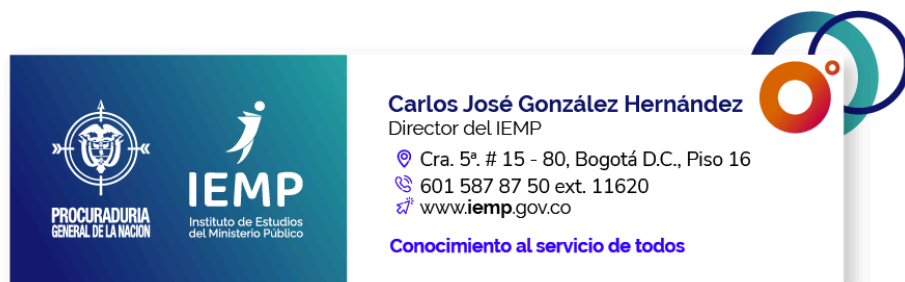 PROCURADURIA
GENERAL DE LA NACION
IEMP
Instituto de Estudios
del Ministerio Público
Carlos José González Hernández
Director del IEMP
Cra. 5ª. # 15 - 80, Bogotá D.C., Piso 16
601 587 87 50 ext. 11620
www.iemp.gov.co
Conocimiento al servicio de todos